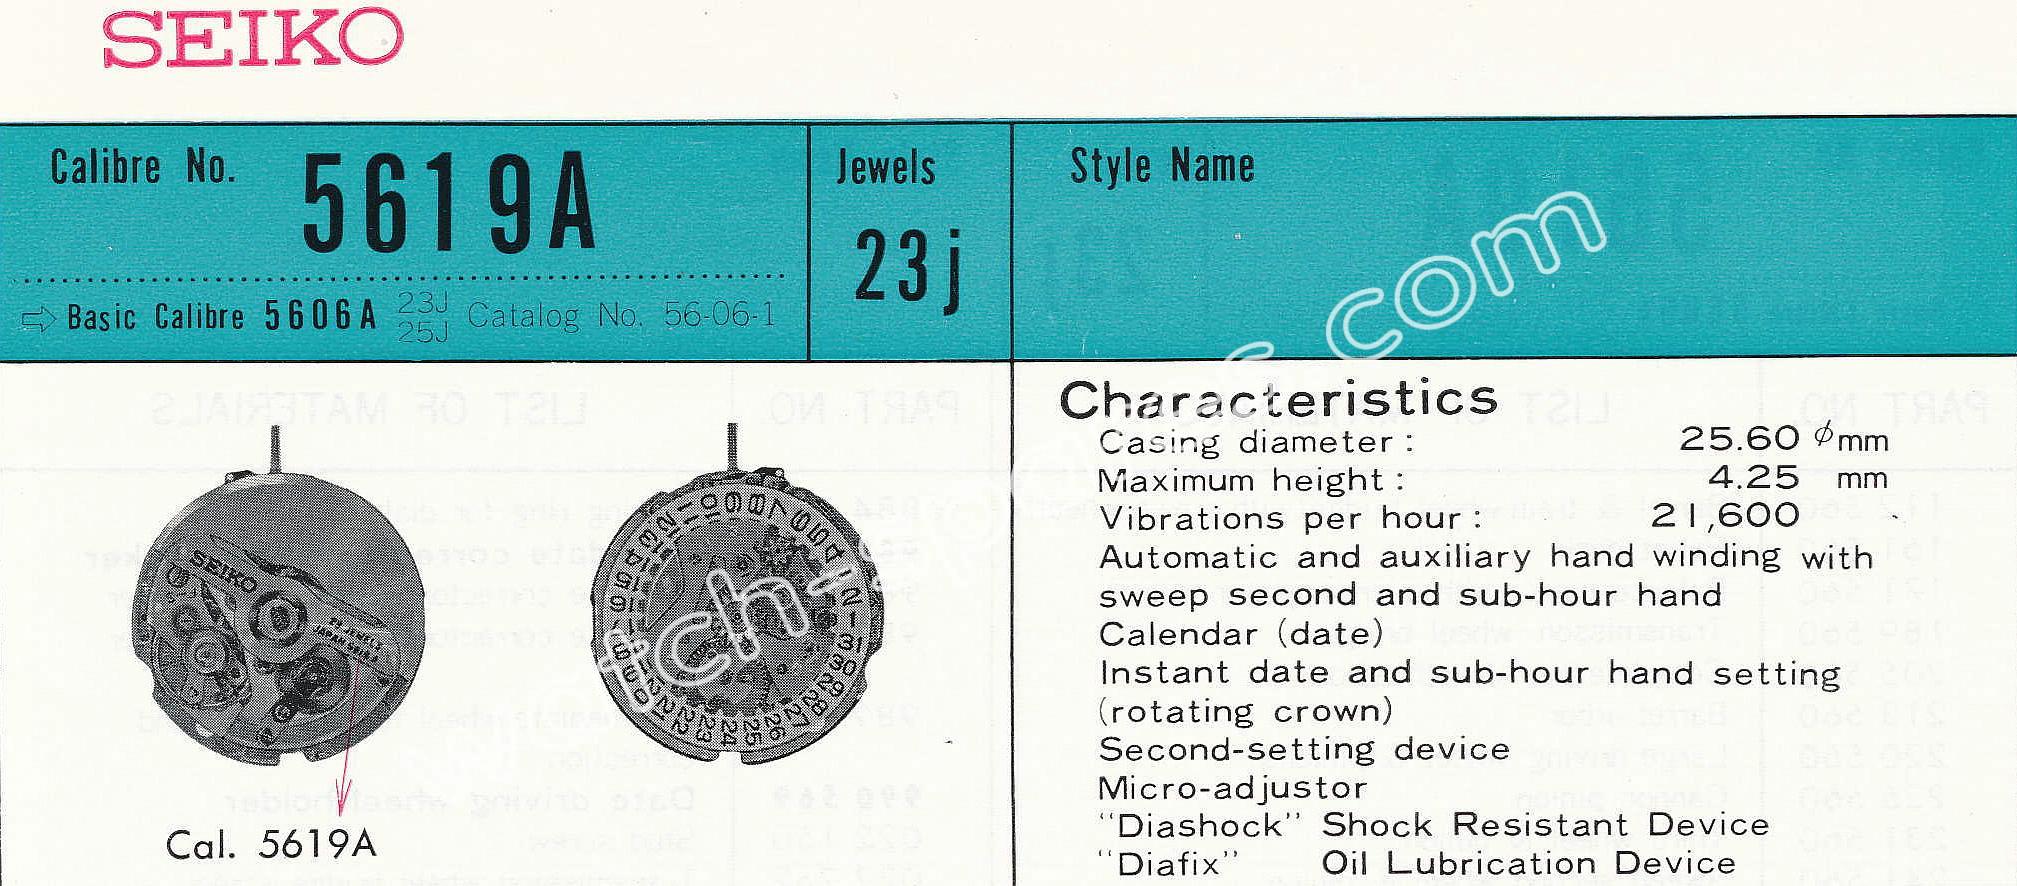 SEIKO
Calibre No. 5619A
Basic Calibre 5606A 23J 25J Catalog No. 56-06-1
Jewels
23j
Style Name
Characteristics
Casing diameter : 25.60 φmm
Maximum height : 4.25 mm
Vibrations per hour : 21,600
Automatic and auxiliary hand winding with
sweep second and sub-hour hand
Calendar (date)
Instant date and sub-hour hand setting
(rotating crown)
Second-setting device
Micro-adjustor
"Diashock" Shock Resistant Device
"Diafix" Oil Lubrication Device
SEIKO
Cal. 5619A
.com